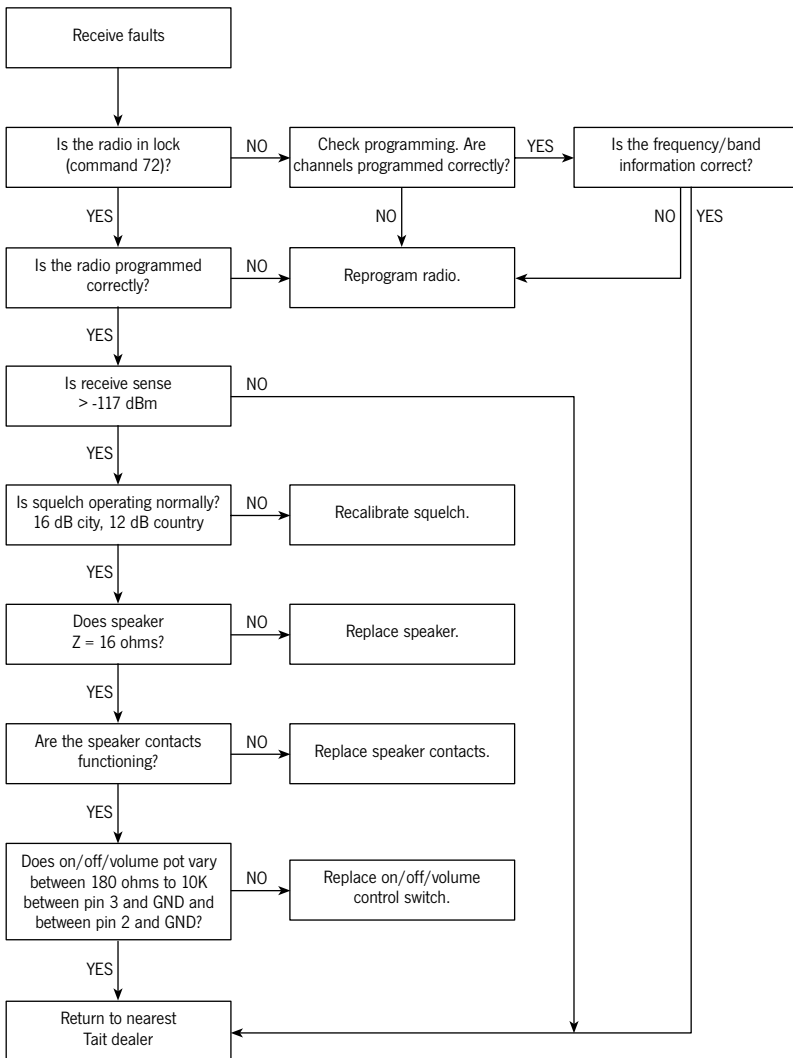 Receive faults
Is the radio in lock
(command 72)?
NO
Check programming. Are
channels programmed correctly?
YES
Is the frequency/band
information correct?
YES
NO
NO
YES
Is the radio programmed
correctly?
NO
Reprogram radio.
YES
Is receive sense
> -117 dBm
NO
YES
Is squelch operating normally?
16 dB city, 12 dB country
NO
Recalibrate squelch.
YES
Does speaker
Z = 16 ohms?
NO
Replace speaker.
YES
Are the speaker contacts
functioning?
NO
Replace speaker contacts.
YES
Does on/off/volume pot vary
between 180 ohms to 10K
between pin 3 and GND and
between pin 2 and GND?
NO
Replace on/off/volume
control switch.
YES
Return to nearest
Tait dealer